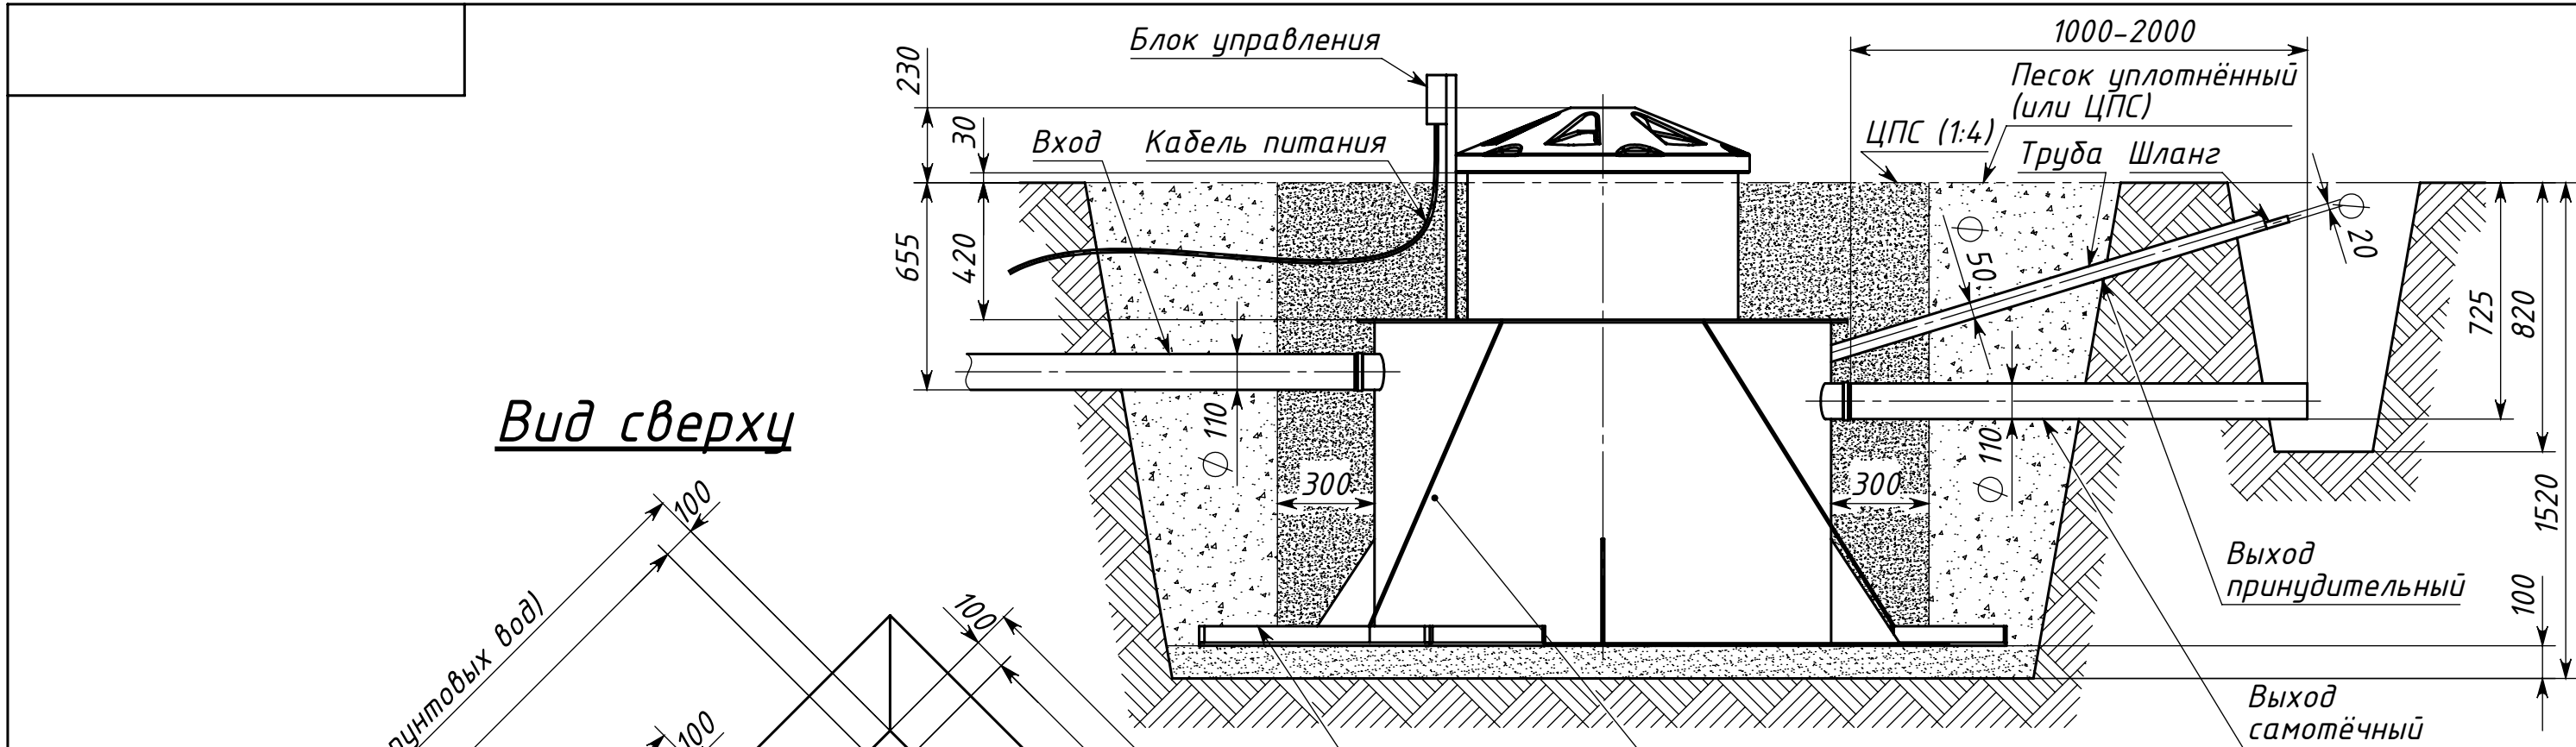 Блок управления
1000-2000
230
Песок уплотнённый
(или ЦПС)
30
Вход
Кабель питания
ЦПС (1:4)
Труба
Шланг
655
420
⌀ 50
⌀ 20
725
820
Вид сверху
⌀ 110
⌀ 110
300
300
1520
100
Выход
принудительный
100
100
100
рунтовых вод)
Выход
самотёчный